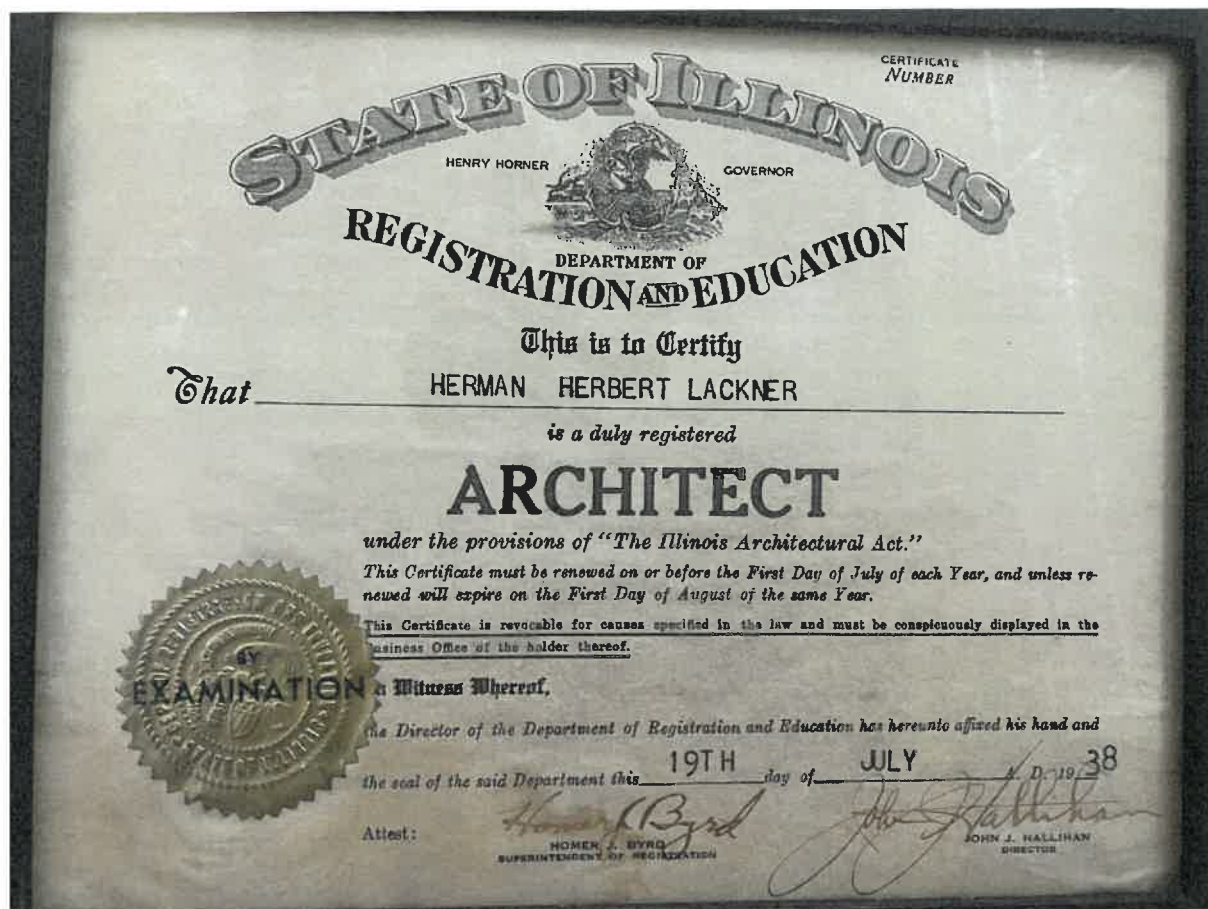 CERTIFICATE
NUMBER
STATE OF ILLINOIS
HENRY HORNER
GOVERNOR
DEPARTMENT OF
REGISTRATION AND EDUCATION
This is to Certify
That HERMAN HERBERT LACKNER
is a duly registered
ARCHITECT
under the provisions of "The Illinois Architectural Act."
This Certificate must be renewed on or before the First Day of July of each Year, and unless re-
newed will expire on the First Day of August of the same Year.
This Certificate is revocable for causes specified in the law and must be conspicuously displayed in the
Business Office of the holder thereof.
BY
EXAMINATION
In Witness Whereof,
the Director of the Department of Registration and Education has hereunto affixed his hand and
the seal of the said Department this 19TH day of JULY A. D. 1938
Attest:
Homer J. Byrd
John J. Hallihan
HOMER J. BYRD
SUPERINTENDENT OF REGISTRATION
JOHN J. HALLIHAN
DIRECTOR